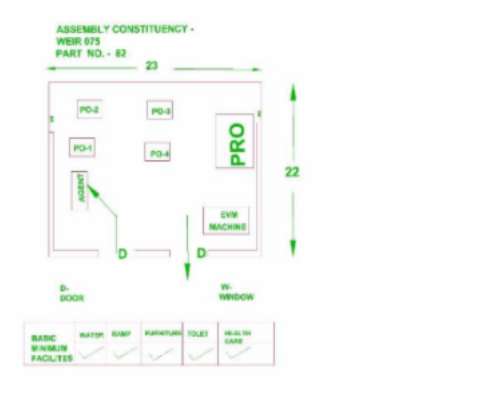 ASSEMBLY CONSTITUENCY -
WEIR 075
PART NO. - 82
23
PO-2
PO-3
PRO
PO-1
PO-4
22
AGENT
EVM
MACHINE
D
D
D-
DOOR
W-
WINDOW
BASIC
MINIMUM
FACILITES
WATER
RAMP
FURNITURE
TOLET
HEALTH
CARE